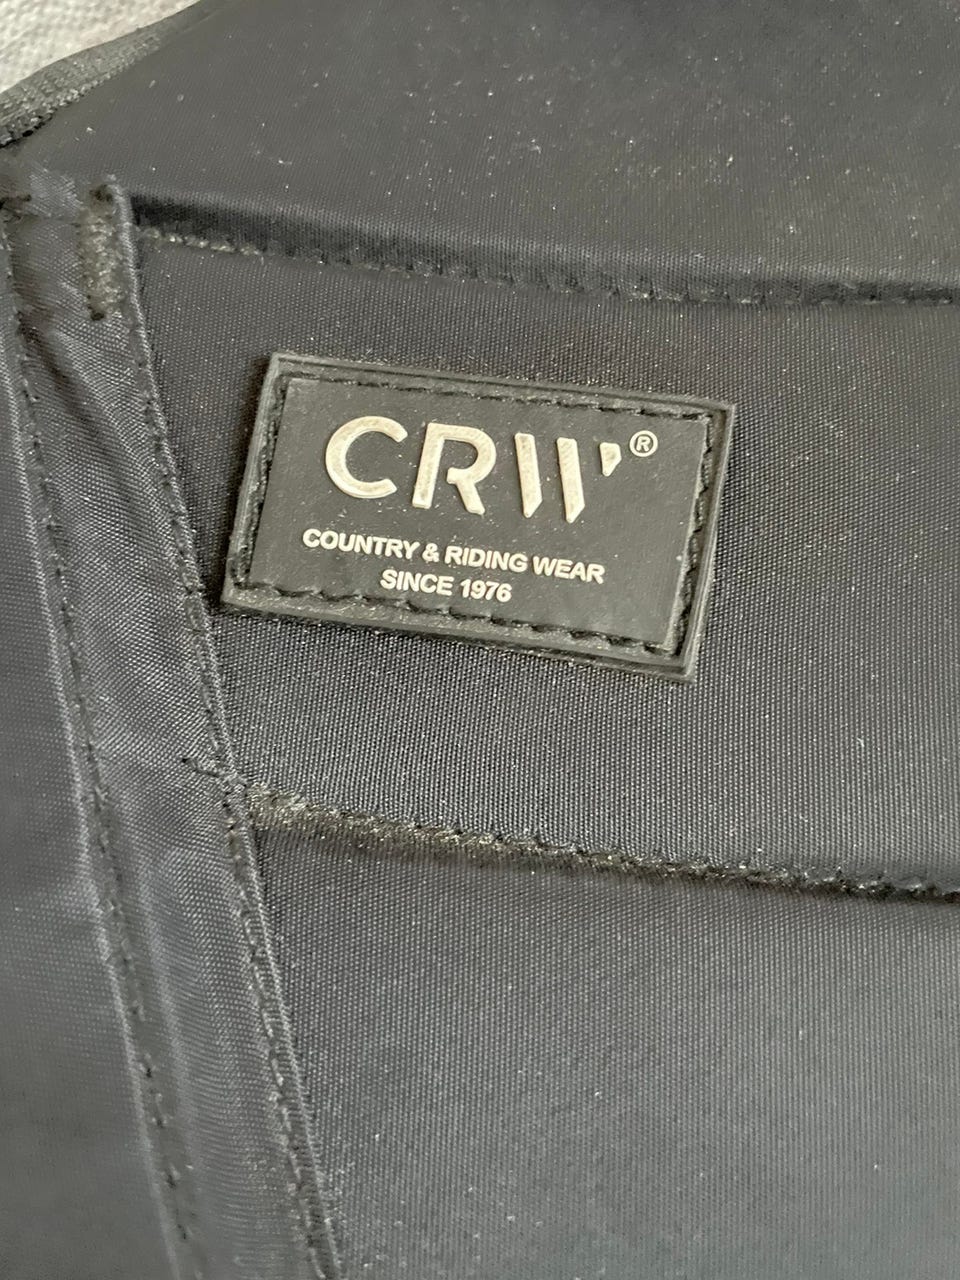 CRW®
COUNTRY & RIDING WEAR
SINCE 1976